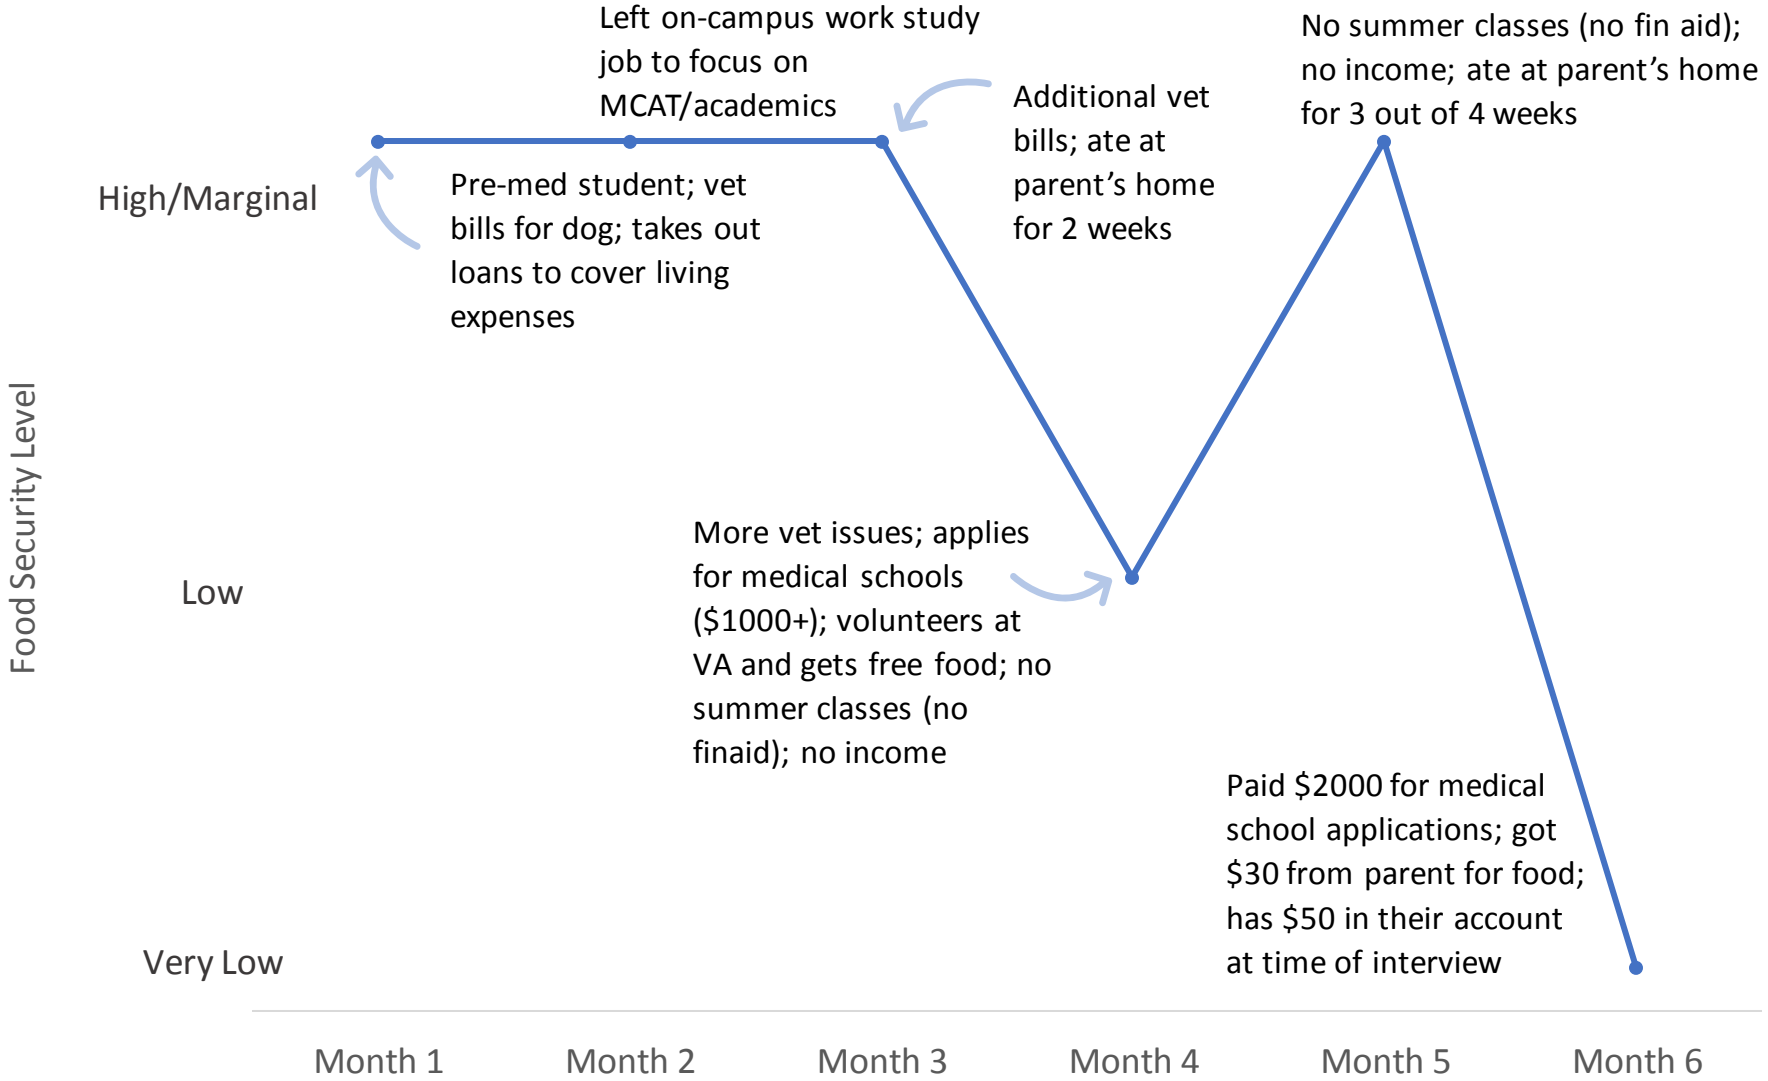 Left on-campus work study
job to focus on
MCAT/academics
No summer classes (no fin aid);
no income; ate at parent's home
for 3 out of 4 weeks
Additional vet
bills; ate at
parent's home
for 2 weeks
High/Marginal
Pre-med student; vet
bills for dog; takes out
loans to cover living
expenses
Food Security Level
Low
More vet issues; applies
for medical schools
($1000+); volunteers at
VA and gets free food; no
summer classes (no
finaid); no income
Paid $2000 for medical
school applications; got
$30 from parent for food;
has $50 in their account
at time of interview
Very Low
Month 1
Month 2
Month 3
Month 4
Month 5
Month 6